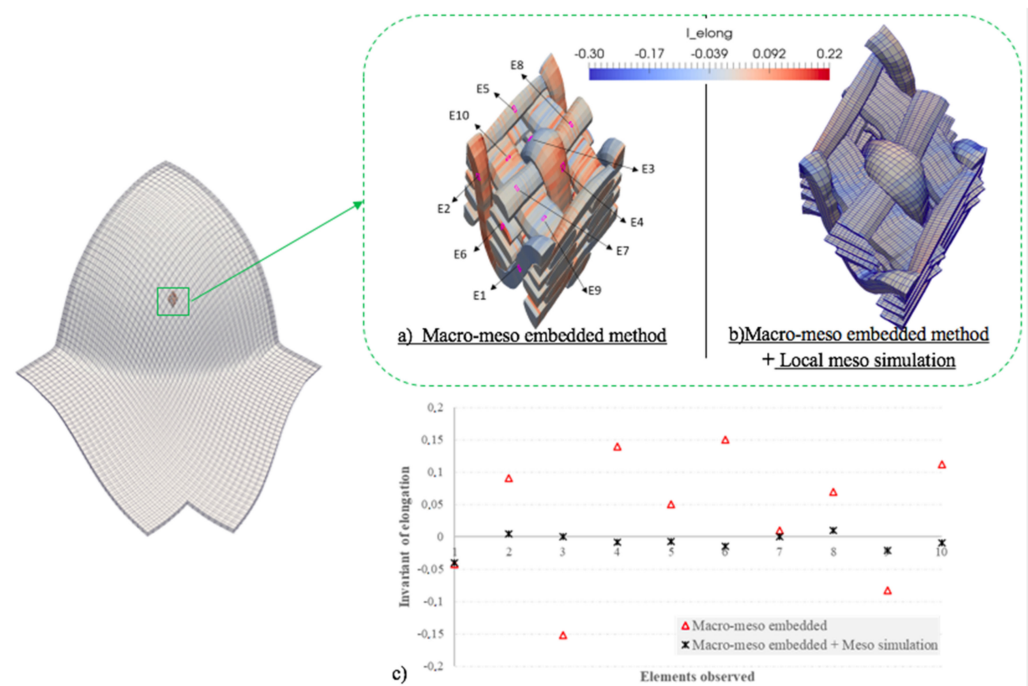 I_elong
-0.30 -0.17 -0.039 0.092 0.22
E8
E5
E10
E3
E2
E4
E6
E7
E1
E9
a) Macro-meso embedded method
b)Macro-meso embedded method
+ Local meso simulation
0.2
0.15
0.1
0.05
0
-0.05
-0.1
-0.15
-0.2
1 2 3 4 5 6 7 8 9 10
Invariant of elongation
Macro-meso embedded
Macro-meso embedded + Meso simulation
Elements observed
c)